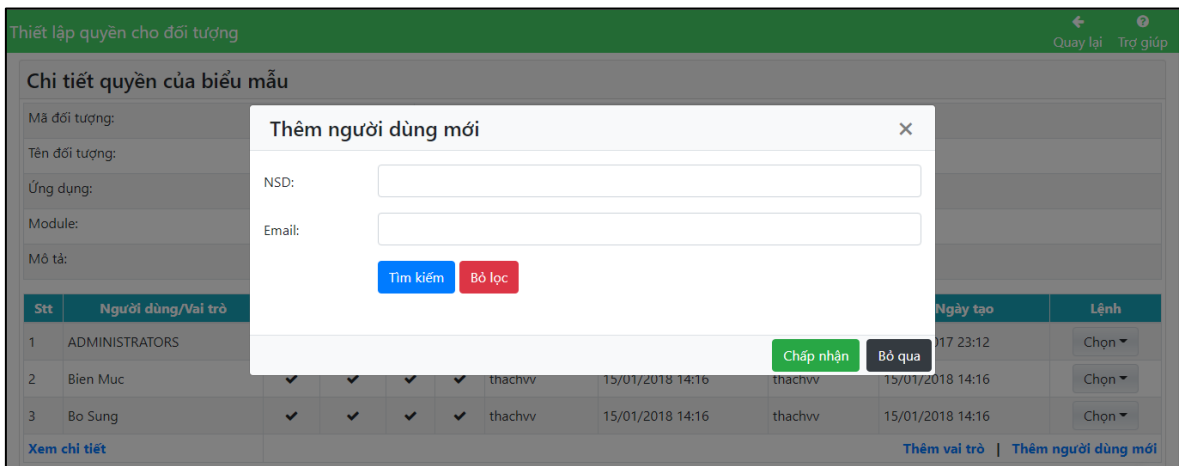 Thiết lập quyền cho đối tượng
Quay lại Trợ giúp
Chi tiết quyền của biểu mẫu
Mã đối tượng:
Tên đối tượng:
Ứng dụng:
Module:
Mô tả:
Thêm người dùng mới
NSD:
Email:
Tìm kiếm Bỏ lọc
Chấp nhận Bỏ qua
Stt Người dùng/Vai trò Ngày tạo Lệnh
1 ADMINISTRATORS 17 23:12 Chọn
2 Bien Muc thachvv 15/01/2018 14:16 thachvv 15/01/2018 14:16 Chọn
3 Bo Sung thachvv 15/01/2018 14:16 thachvv 15/01/2018 14:16 Chọn
Xem chi tiết Thêm vai trò | Thêm người dùng mới